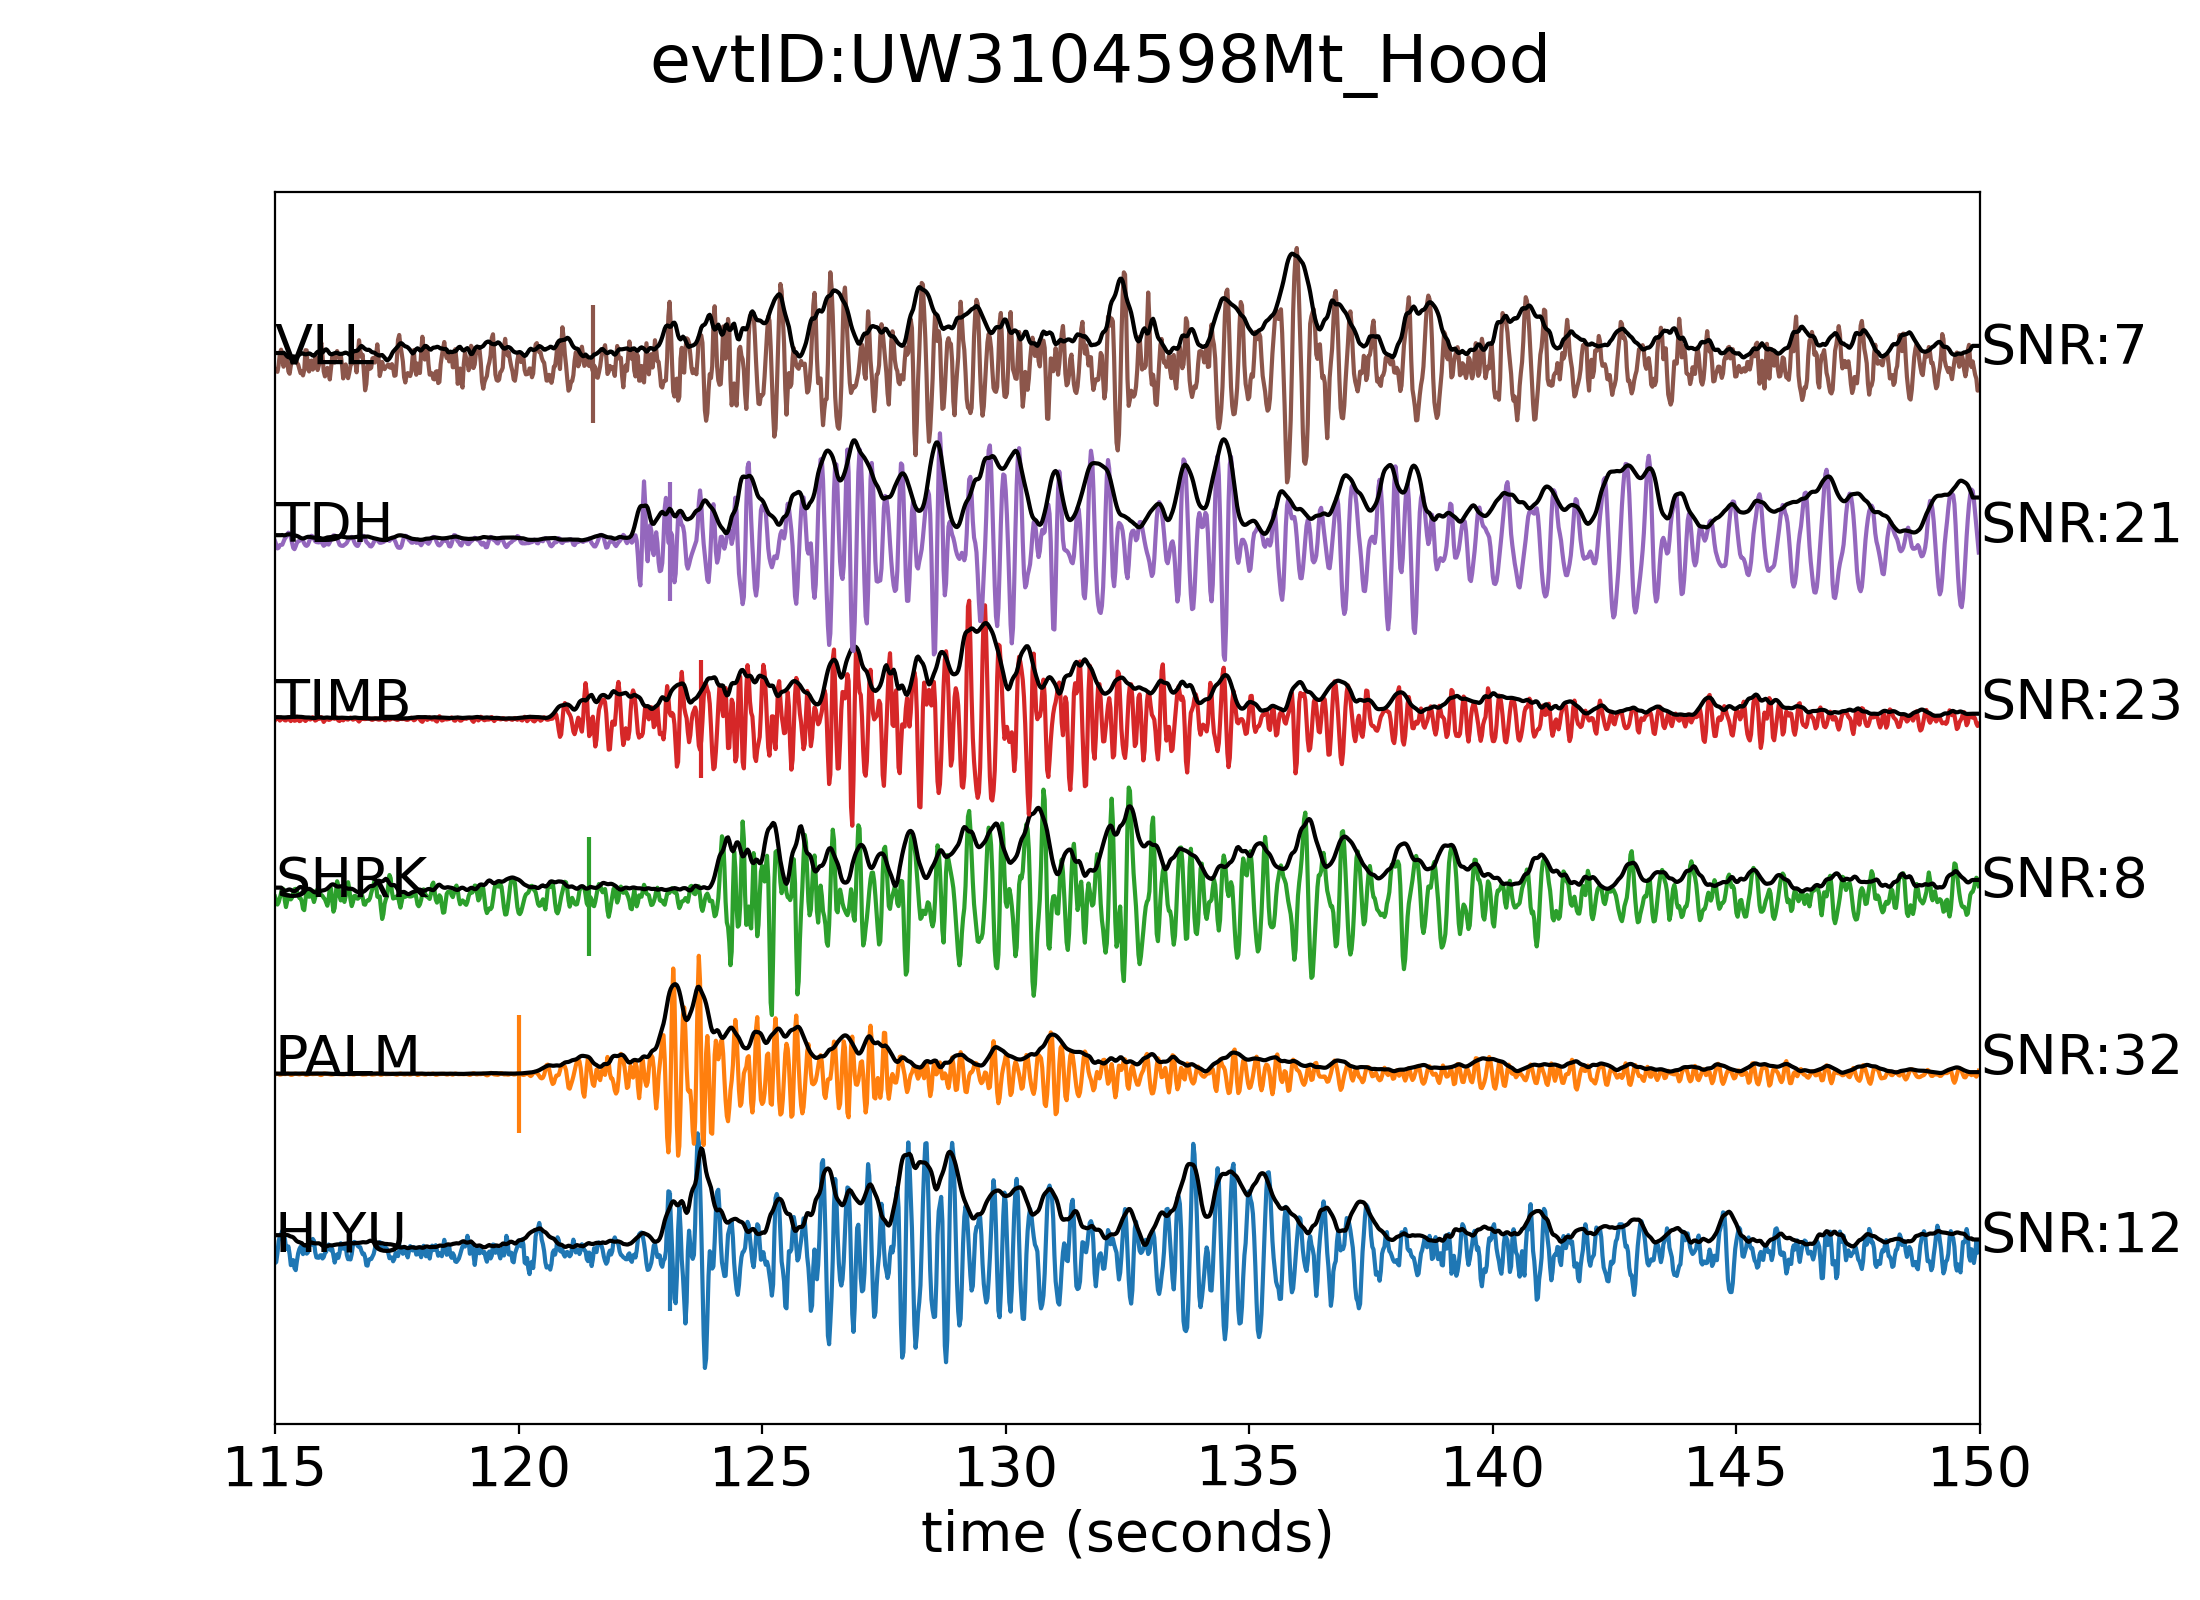 evtID:UW3104598Mt_Hood
VLL SNR:7
TDH SNR:21
TIMB SNR:23
SHRK SNR:8
PALM SNR:32
HIYU SNR:12
115 120 125 130 135 140 145 150
time (seconds)